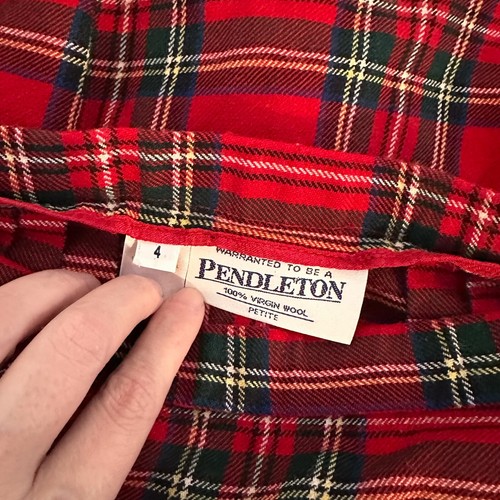 4
WARRANTED TO BE A
PENDLETON
100% VIRGIN WOOL
PETITE